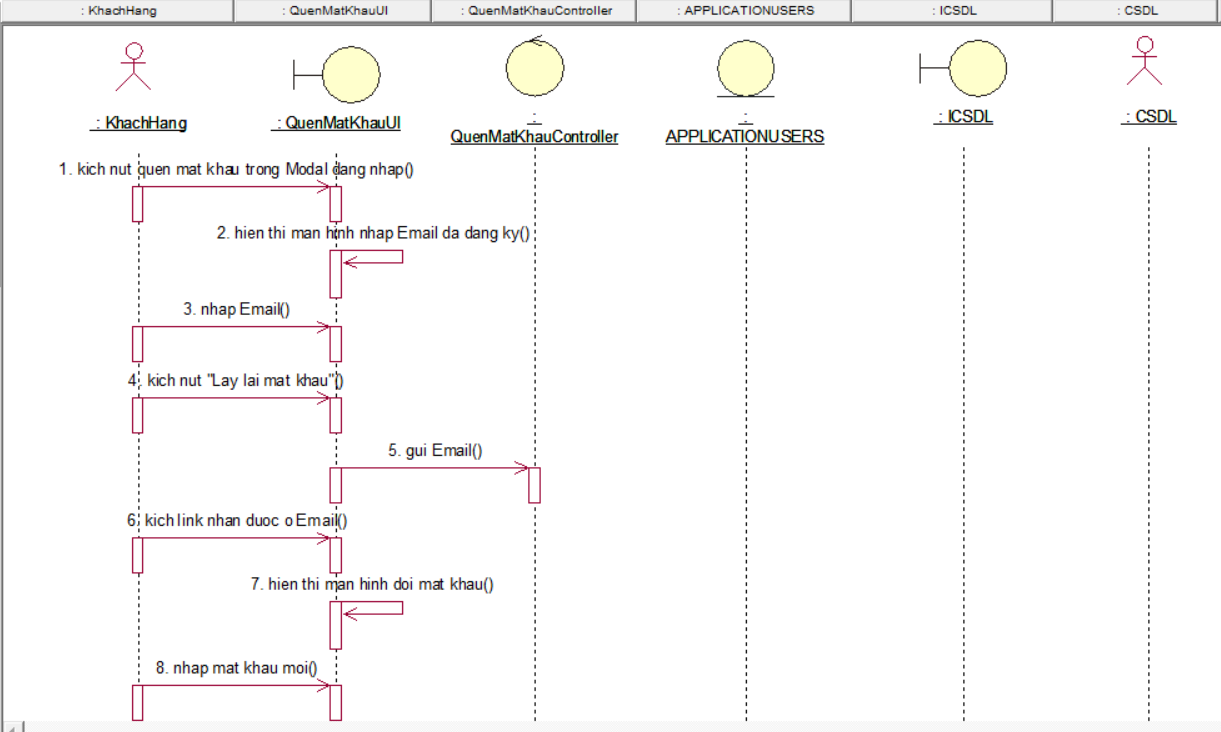 : KhachHang
: QuenMatKhauUI
: QuenMatKhauController
: APPLICATIONUSERS
: ICSDL
: CSDL
: KhachHang
: QuenMatKhauUI
:
QuenMatKhauController
:
APPLICATIONUSERS
: ICSDL
: CSDL
1. kich nut quen mat khau trong Modal dang nhap()
2. hien thi man hinh nhap Email da dang ky()
3. nhap Email()
4. kich nut "Lay lai mat khau"()
5. gui Email()
6. kich link nhan duoc o Email()
7. hien thi man hinh doi mat khau()
8. nhap mat khau moi()